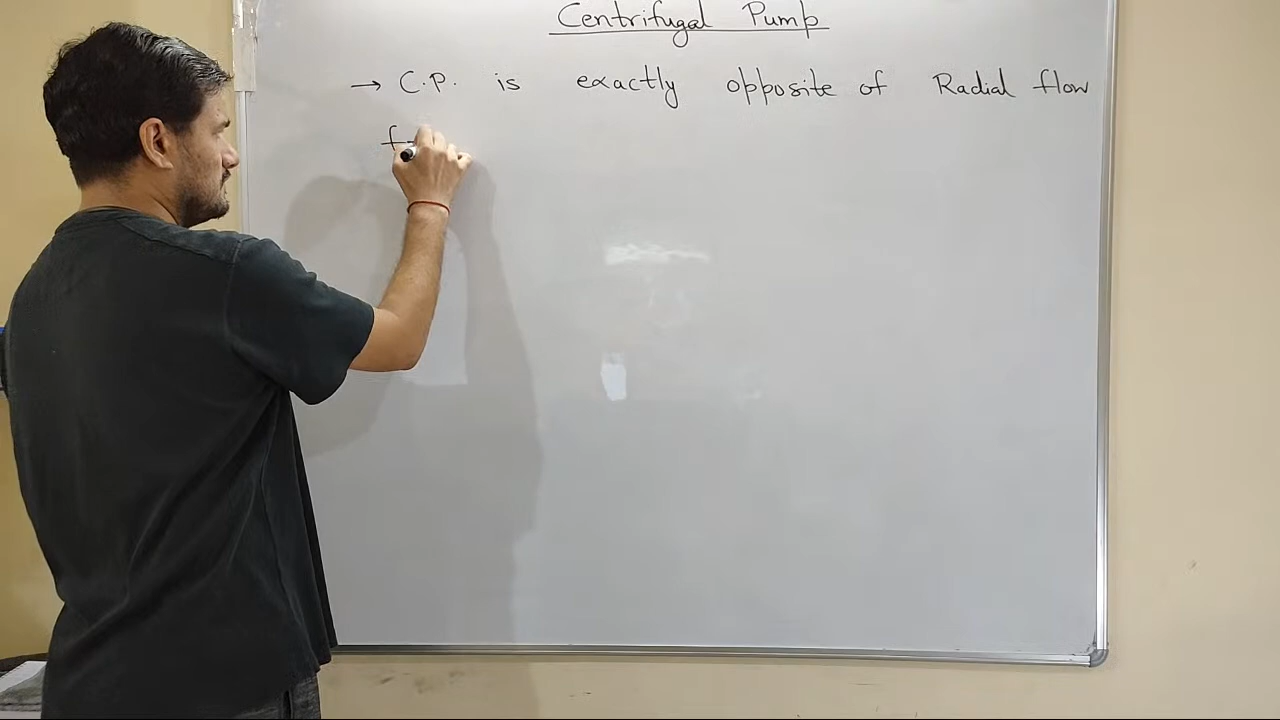 Centrifugal Pump
→ C.P. is exactly opposite of Radial flow